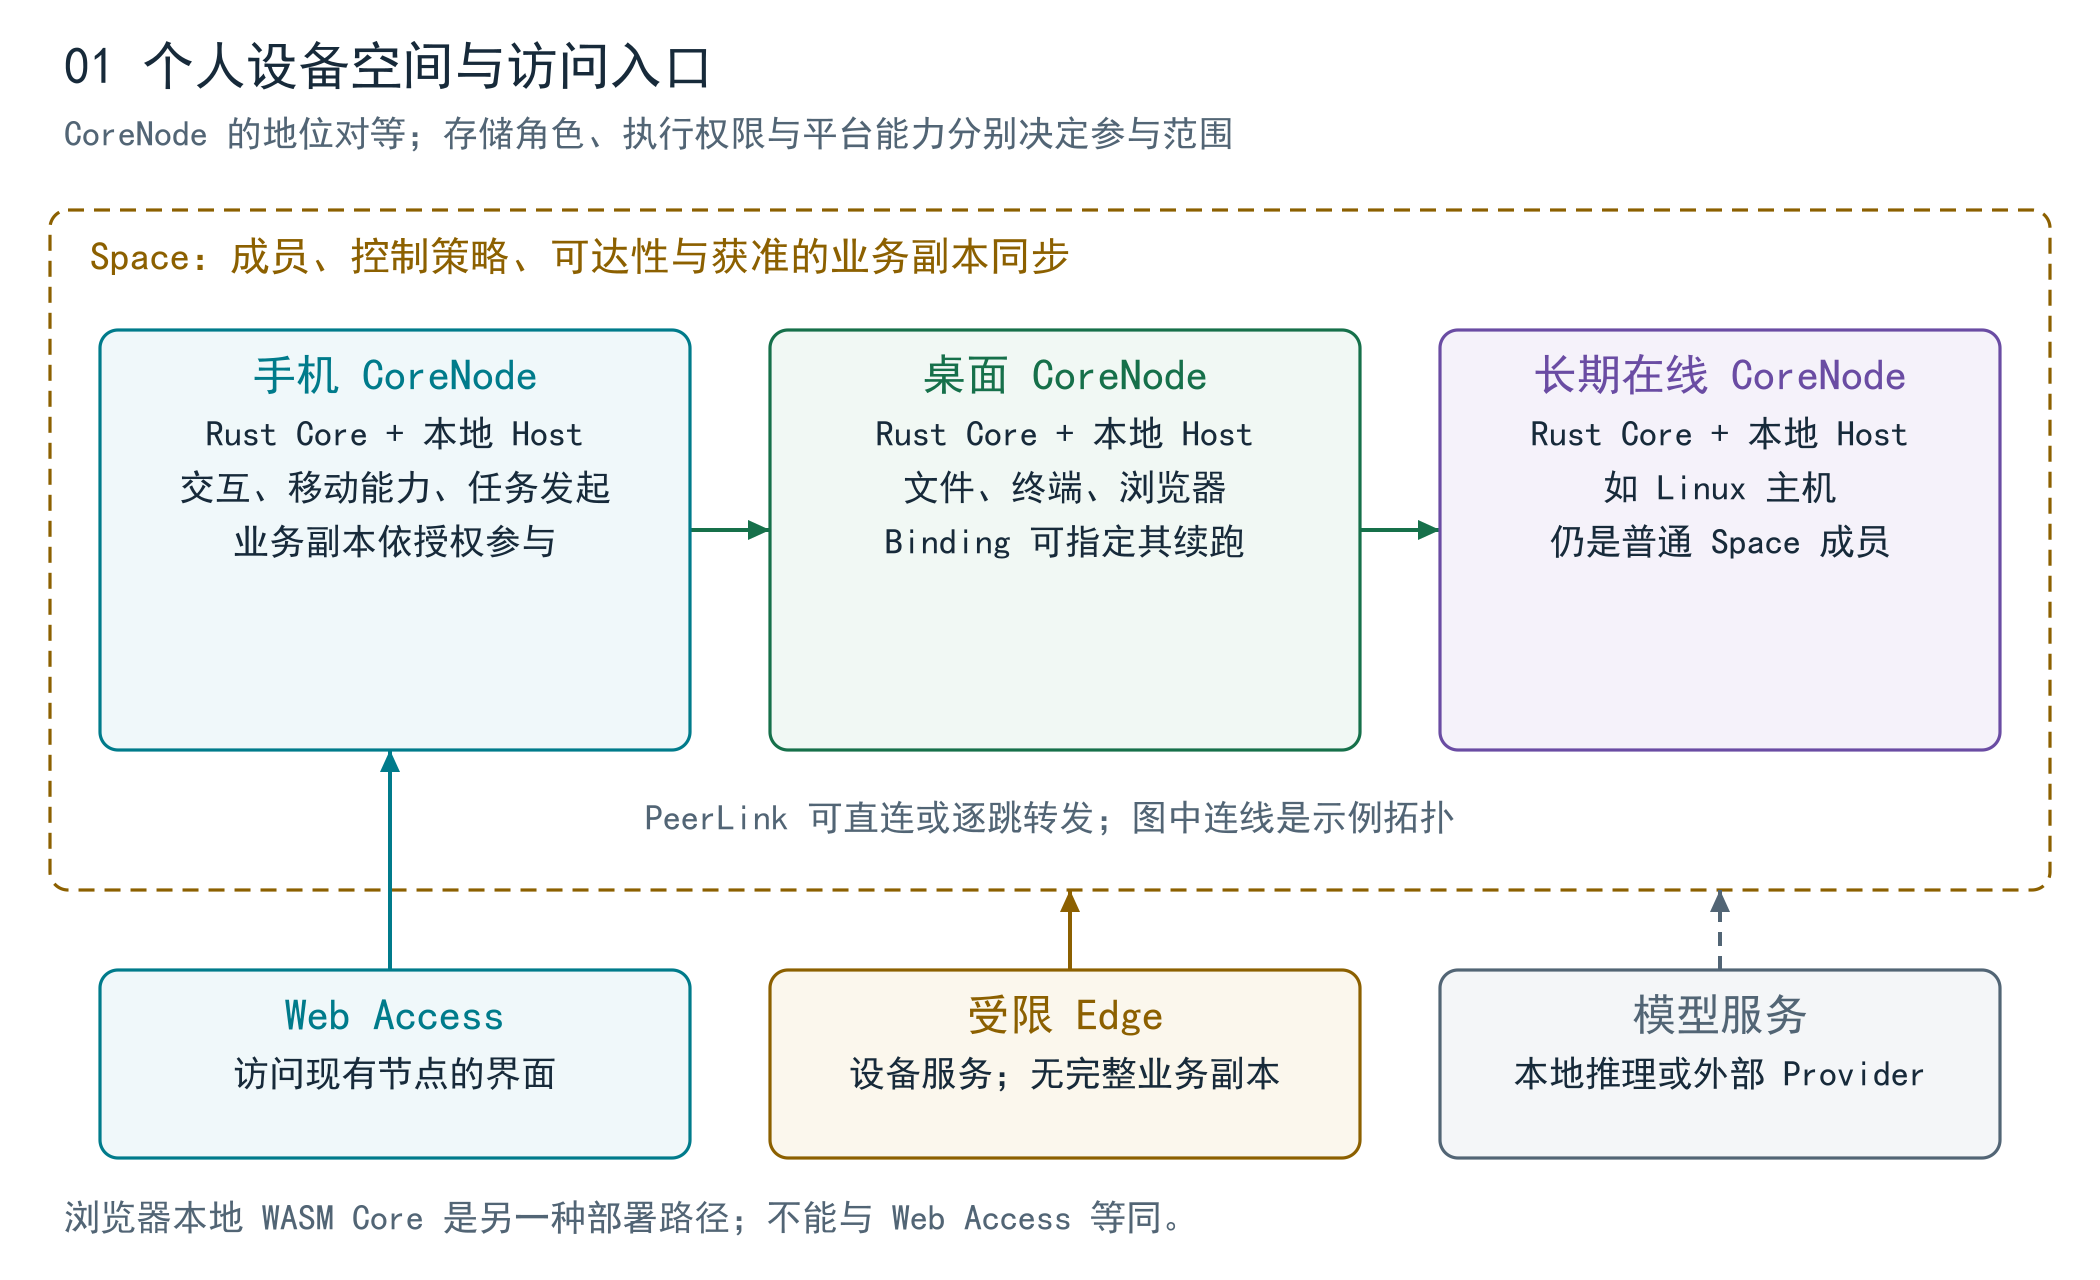 01 个人设备空间与访问入口
CoreNode 的地位对等；存储角色、执行权限与平台能力分别决定参与范围
Space：成员、控制策略、可达性与获准的业务副本同步
手机 CoreNode
Rust Core + 本地 Host
交互、移动能力、任务发起
业务副本依授权参与
桌面 CoreNode
Rust Core + 本地 Host
文件、终端、浏览器
Binding 可指定其续跑
长期在线 CoreNode
Rust Core + 本地 Host
如 Linux 主机
仍是普通 Space 成员
PeerLink 可直连或逐跳转发；图中连线是示例拓扑
Web Access
访问现有节点的界面
受限 Edge
设备服务；无完整业务副本
模型服务
本地推理或外部 Provider
浏览器本地 WASM Core 是另一种部署路径；不能与 Web Access 等同。